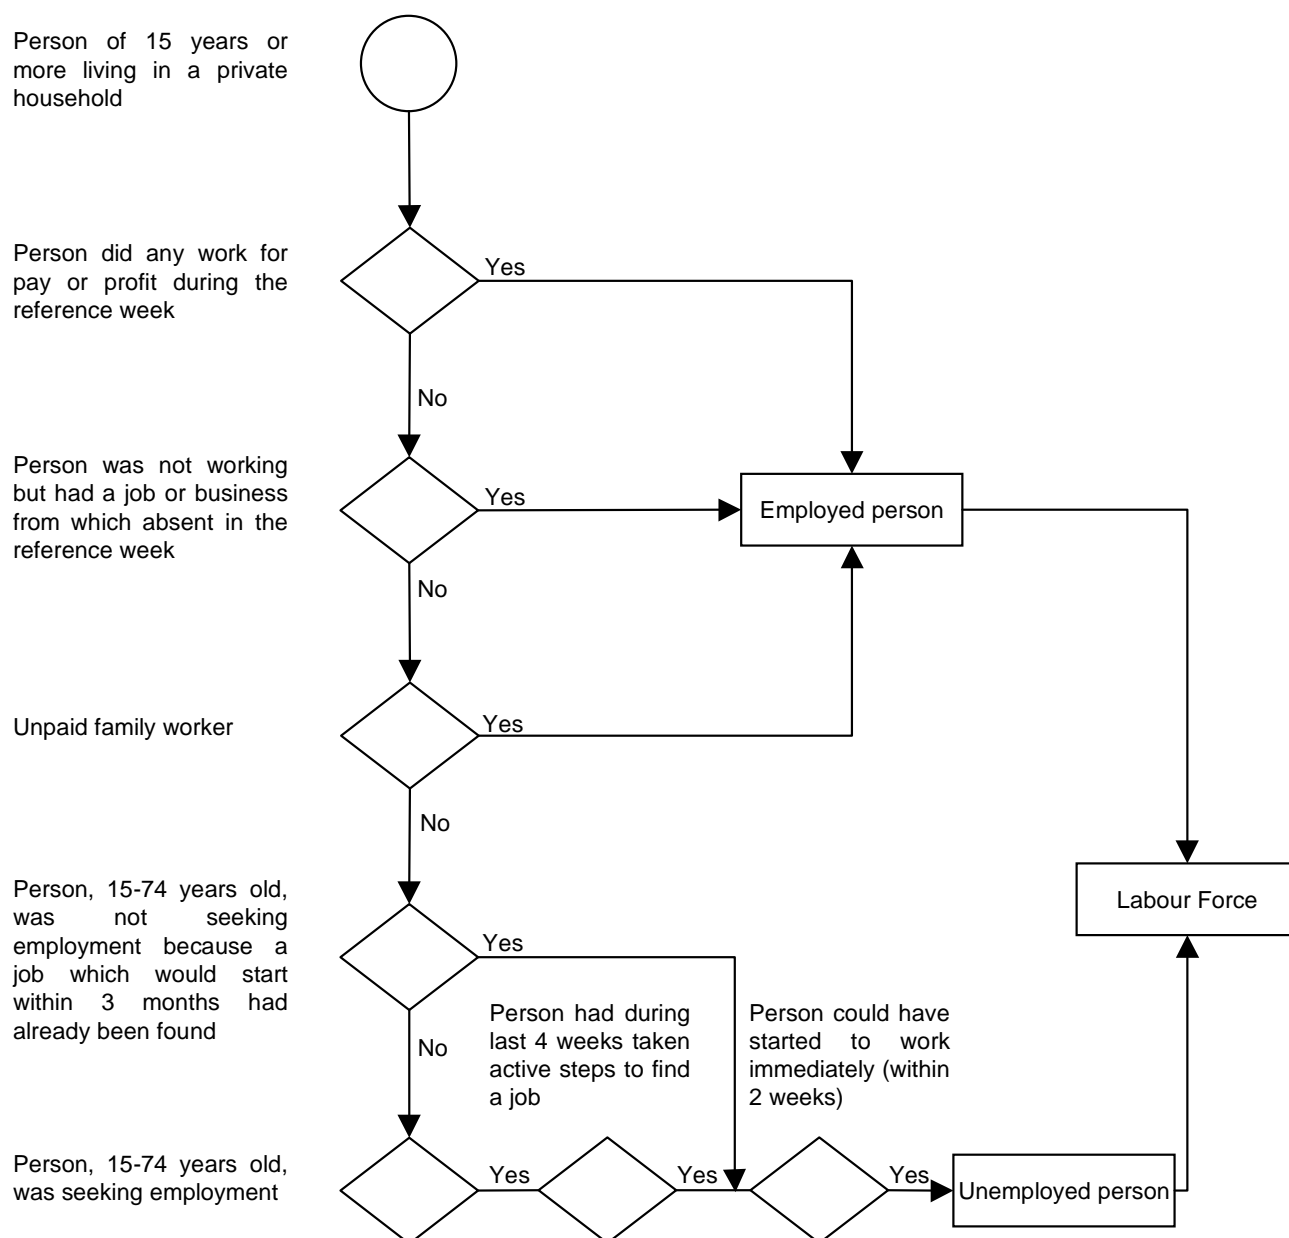 Person of 15 years or
more living in a private
household
Person did any work for
pay or profit during the
reference week
Yes
No
Person was not working
but had a job or business
from which absent in the
reference week
Yes
Employed person
No
Unpaid family worker
Yes
No
Person, 15-74 years old,
was not seeking
employment because a
job which would start
within 3 months had
already been found
Yes
Labour Force
No
Person had during
last 4 weeks taken
active steps to find
a job
Person could have
started to work
immediately (within
2 weeks)
Person, 15-74 years old,
was seeking employment
Yes
Yes
Yes
Unemployed person